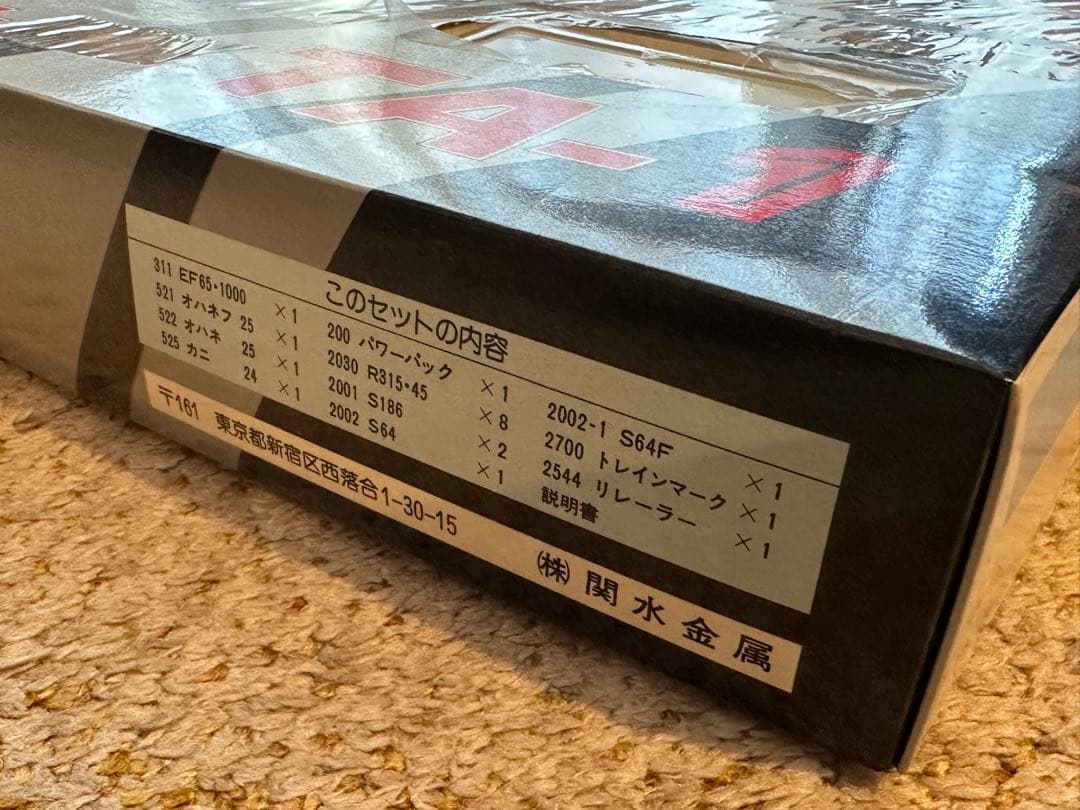 このセットの内容
311 EF65・1000 ×1
521 オハネフ 25 ×1
522 オハネ 25 ×1
525 カニ 24 ×1
200 パワーパック ×1
2030 R315・45 ×8
2001 S186 ×2
2002 S64 ×1
2002-1 S64F ×1
2700 トレインマーク ×1
2544 リレーラー ×1
説明書
〒161 東京都新宿区西落合1-30-15
㈱ 関水金属